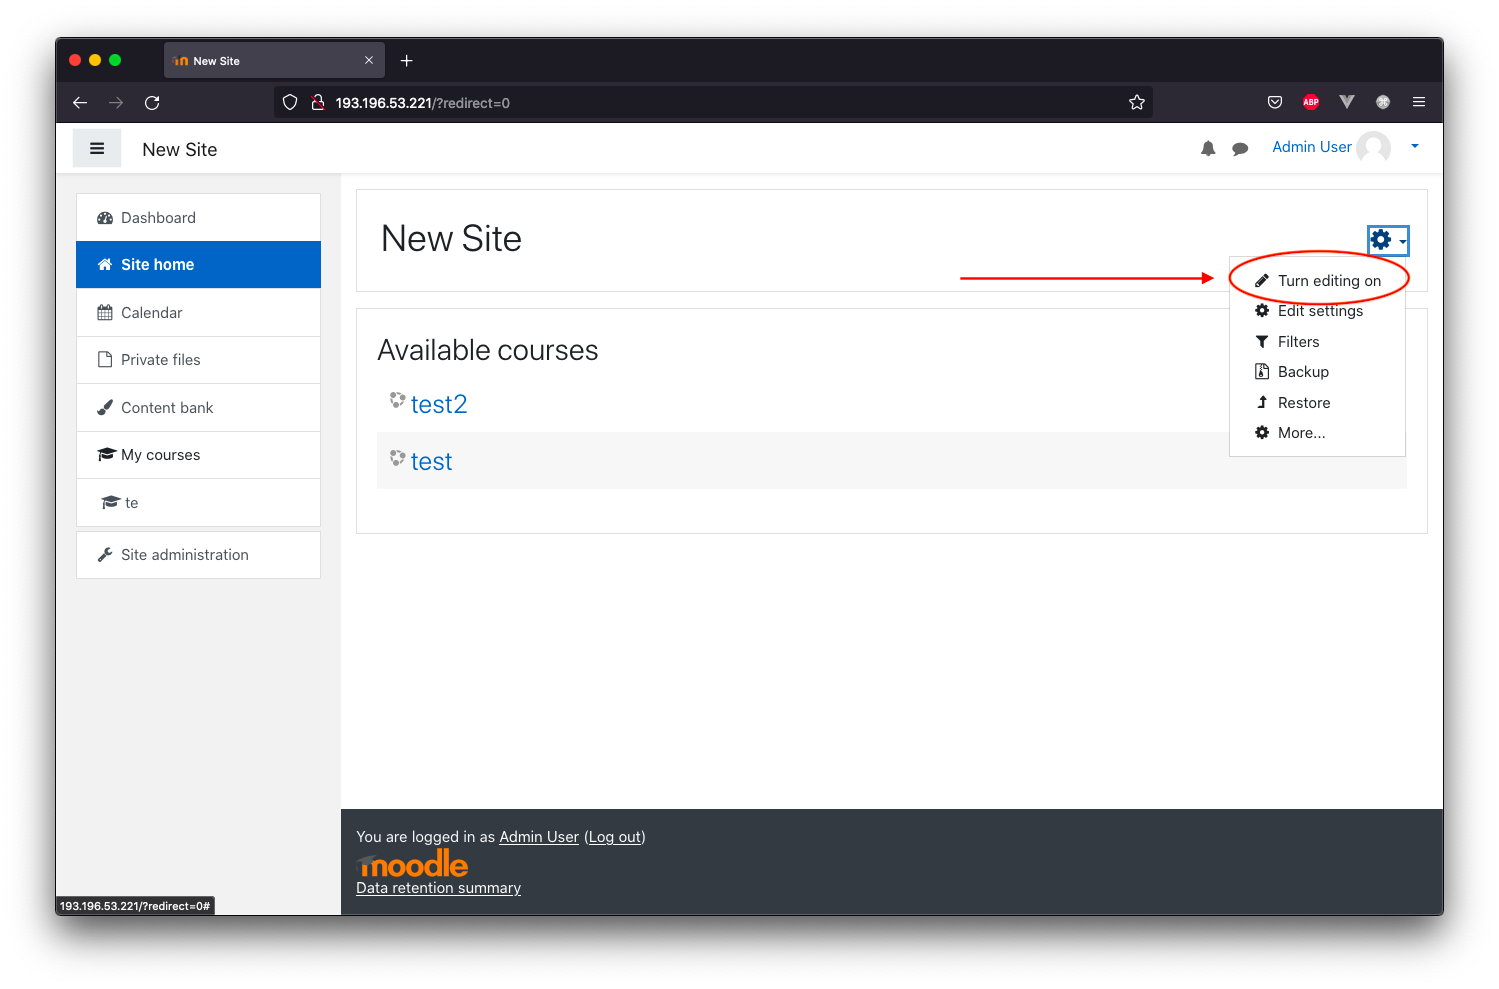 New Site
193.196.53.221/?redirect=0
ABP
New Site
Admin User
Dashboard
Site home
Calendar
Private files
Content bank
My courses
te
Site administration
New Site
Turn editing on
Edit settings
Filters
Backup
Restore
More...
Available courses
test2
test
You are logged in as Admin User (Log out)
moodle
Data retention summary
193.196.53.221/?redirect=0#